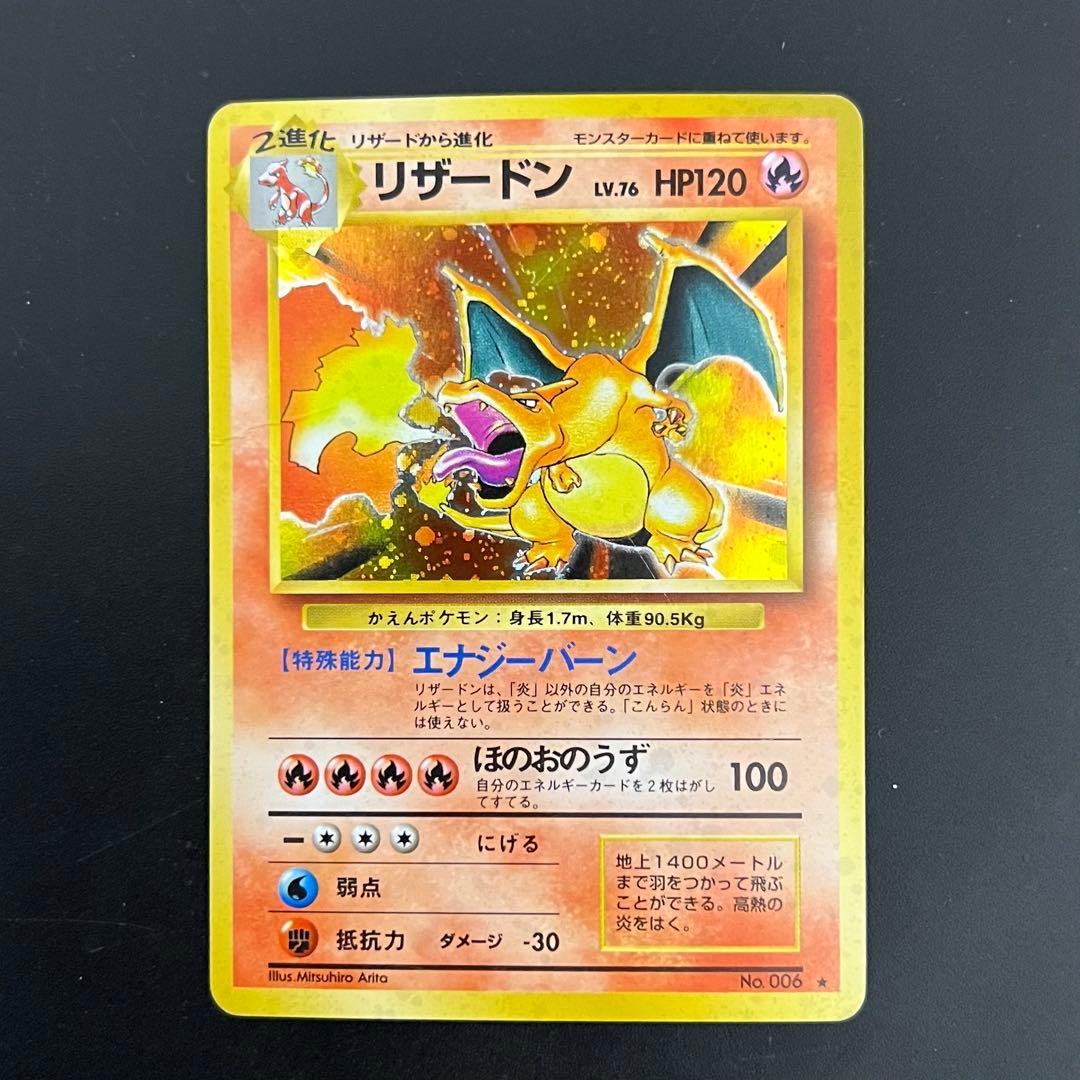 2進化 リザードから進化 モンスターカードに重ねて使います。
リザードン LV.76 HP120
かえんポケモン：身長1.7m、体重90.5Kg
【特殊能力】エナジーバーン
リザードンは、「炎」以外の自分のエネルギーを「炎」エネ
ルギーとして扱うことができる。「こんらん」状態のときに
は使えない。
ほのおのうず 100
自分のエネルギーカードを2枚はがし
てすてる。
ー にげる
弱点
抵抗力 ダメージ -30
地上1400メートル
まで羽をつかって飛ぶ
ことができる。高熱の
炎をはく。
Illus.Mitsuhiro Arita No. 006 ★